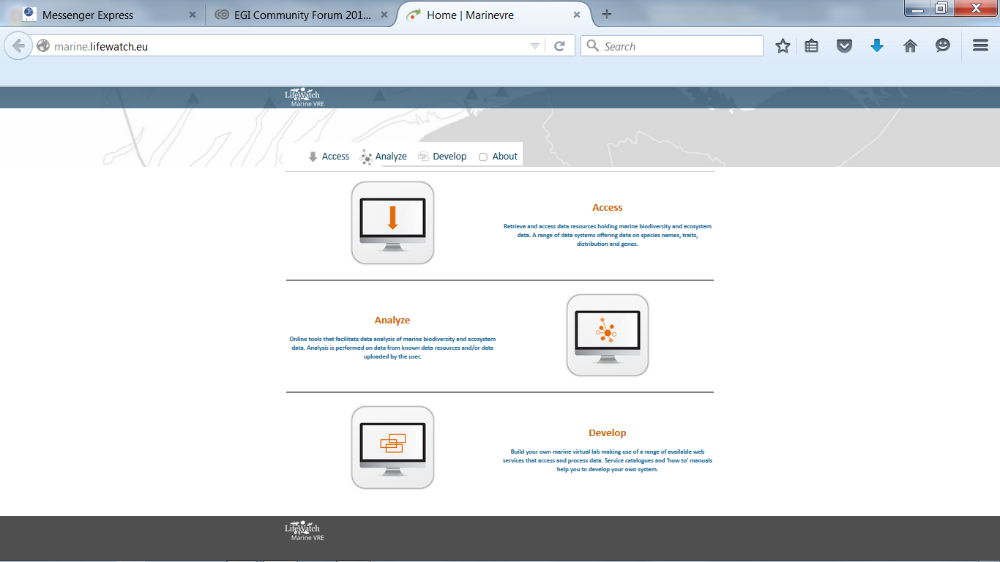 Messenger Express
EGI Community Forum 201...
Home | Marinevre
marine.lifewatch.eu
Search
LifeWatch
Marine VRE
Access
Analyze
Develop
About
Access
Retrieve and access data resources holding marine biodiversity and ecosystem
data. A range of data systems offering data on species names, traits,
distribution and genes.
Analyze
Online tools that facilitate data analysis of marine biodiversity and ecosystem
data. Analysis is performed on data from known data resources and/or data
uploaded by the user.
Develop
Build your own marine virtual lab making use of a range of available web
services that access and process data. Service catalogues and 'how to' manuals
help you to develop your own system.
LifeWatch
Marine VRE